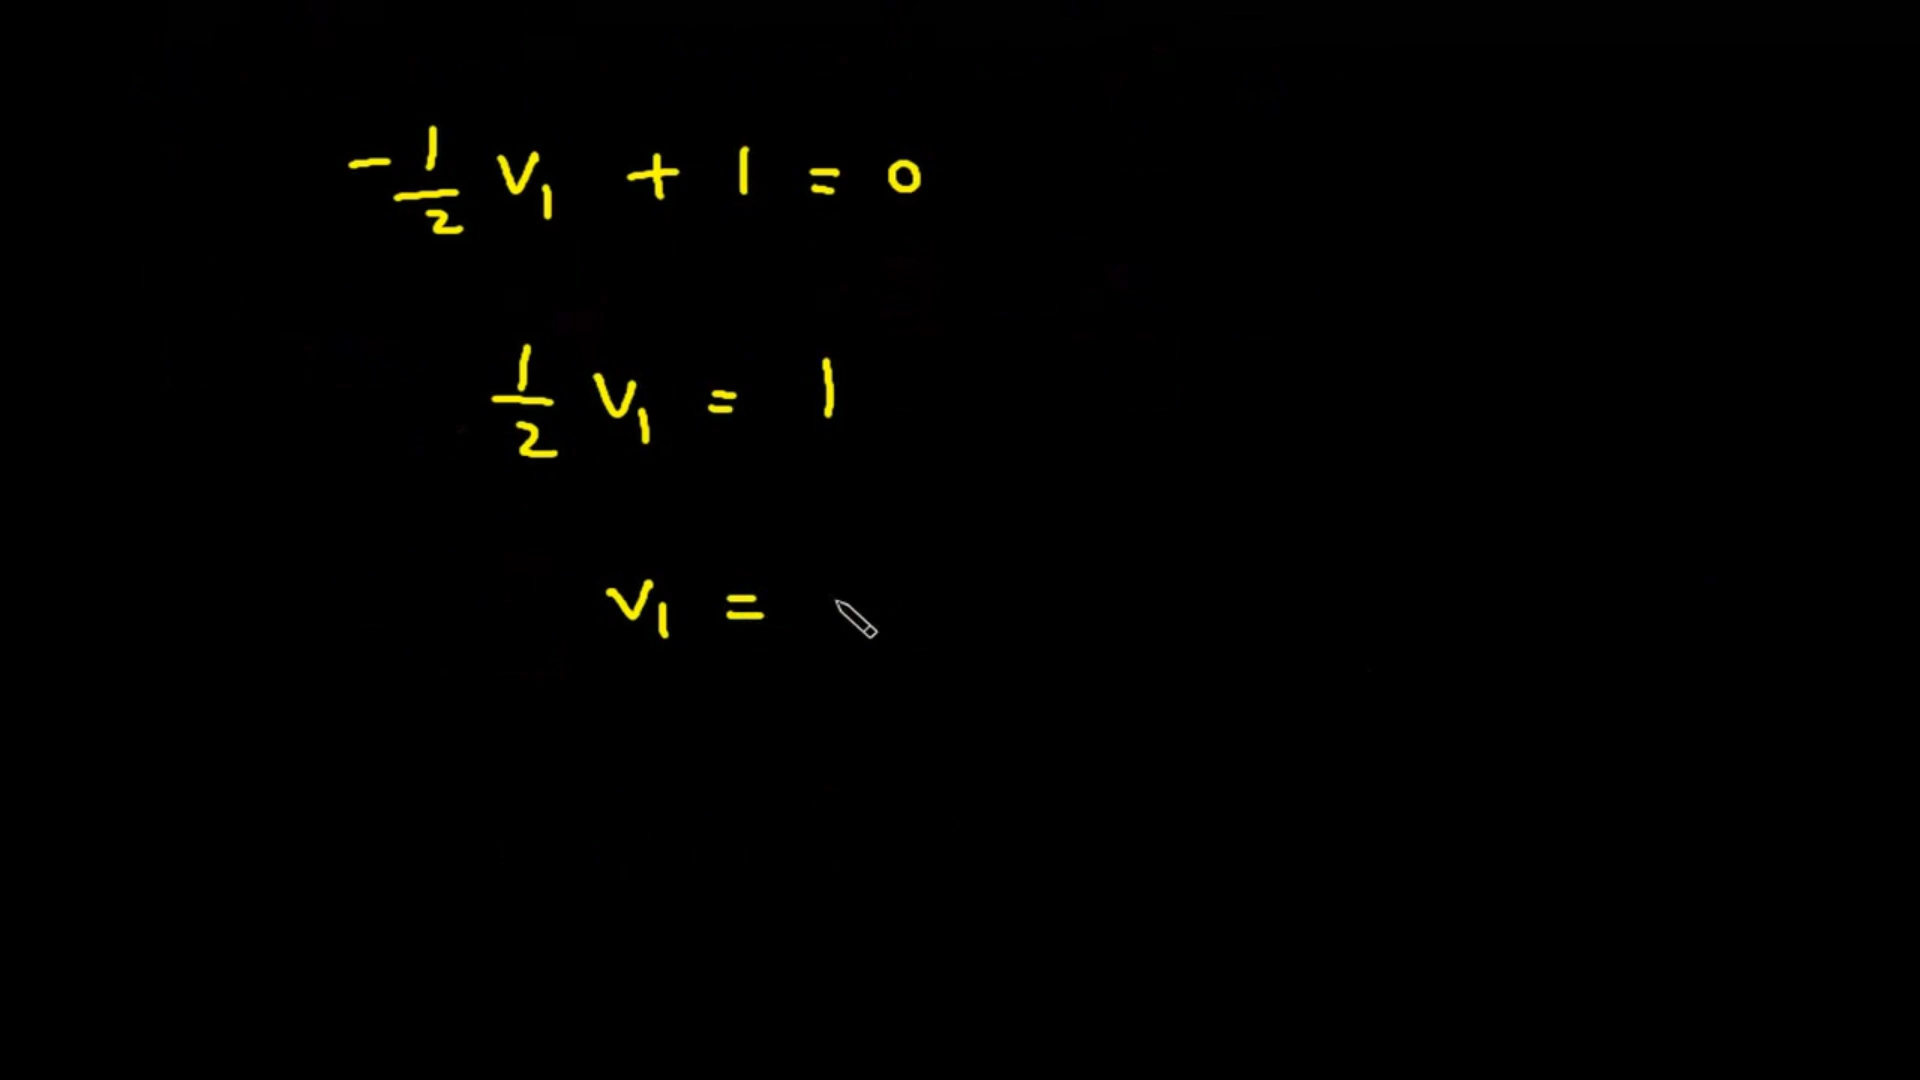 -1/2 v₁ + 1 = 0
1/2 v₁ = 1
v₁ =